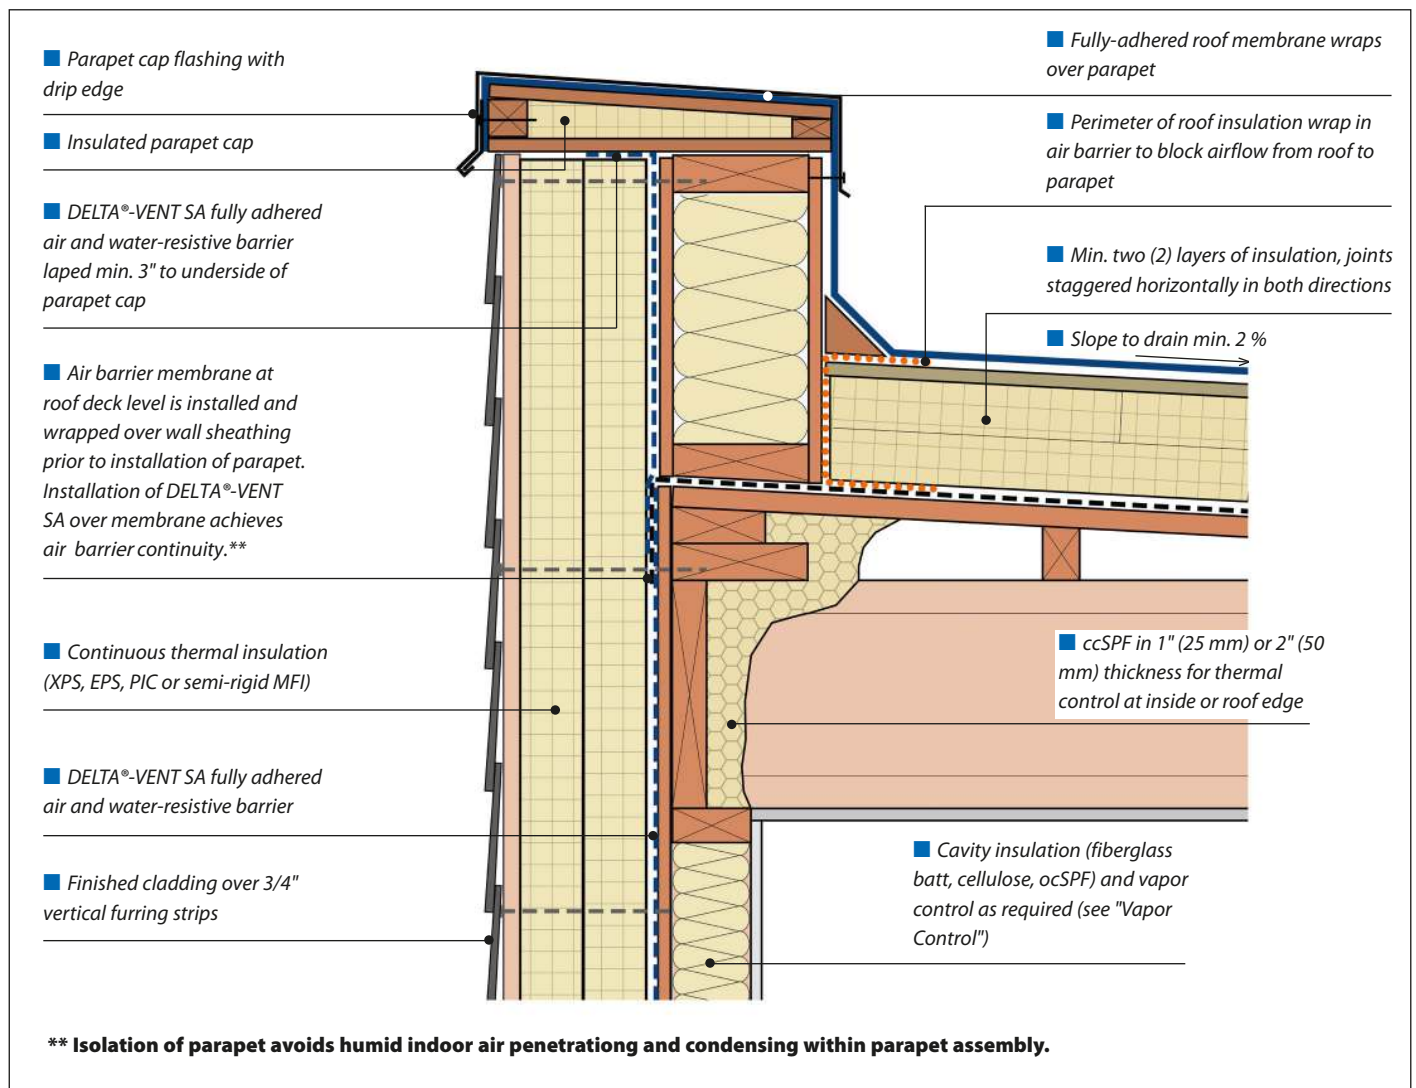 Parapet cap flashing with
drip edge
Insulated parapet cap
DELTA®-VENT SA fully adhered
air and water-resistive barrier
laped min. 3" to underside of
parapet cap
Air barrier membrane at
roof deck level is installed and
wrapped over wall sheathing
prior to installation of parapet.
Installation of DELTA®-VENT
SA over membrane achieves
air barrier continuity.**
Continuous thermal insulation
(XPS, EPS, PIC or semi-rigid MFI)
DELTA®-VENT SA fully adhered
air and water-resistive barrier
Finished cladding over 3/4"
vertical furring strips
Fully-adhered roof membrane wraps
over parapet
Perimeter of roof insulation wrap in
air barrier to block airflow from roof to
parapet
Min. two (2) layers of insulation, joints
staggered horizontally in both directions
Slope to drain min. 2 %
ccSPF in 1" (25 mm) or 2" (50
mm) thickness for thermal
control at inside or roof edge
Cavity insulation (fiberglass
batt, cellulose, ocSPF) and vapor
control as required (see "Vapor
Control")
** Isolation of parapet avoids humid indoor air penetrationg and condensing within parapet assembly.